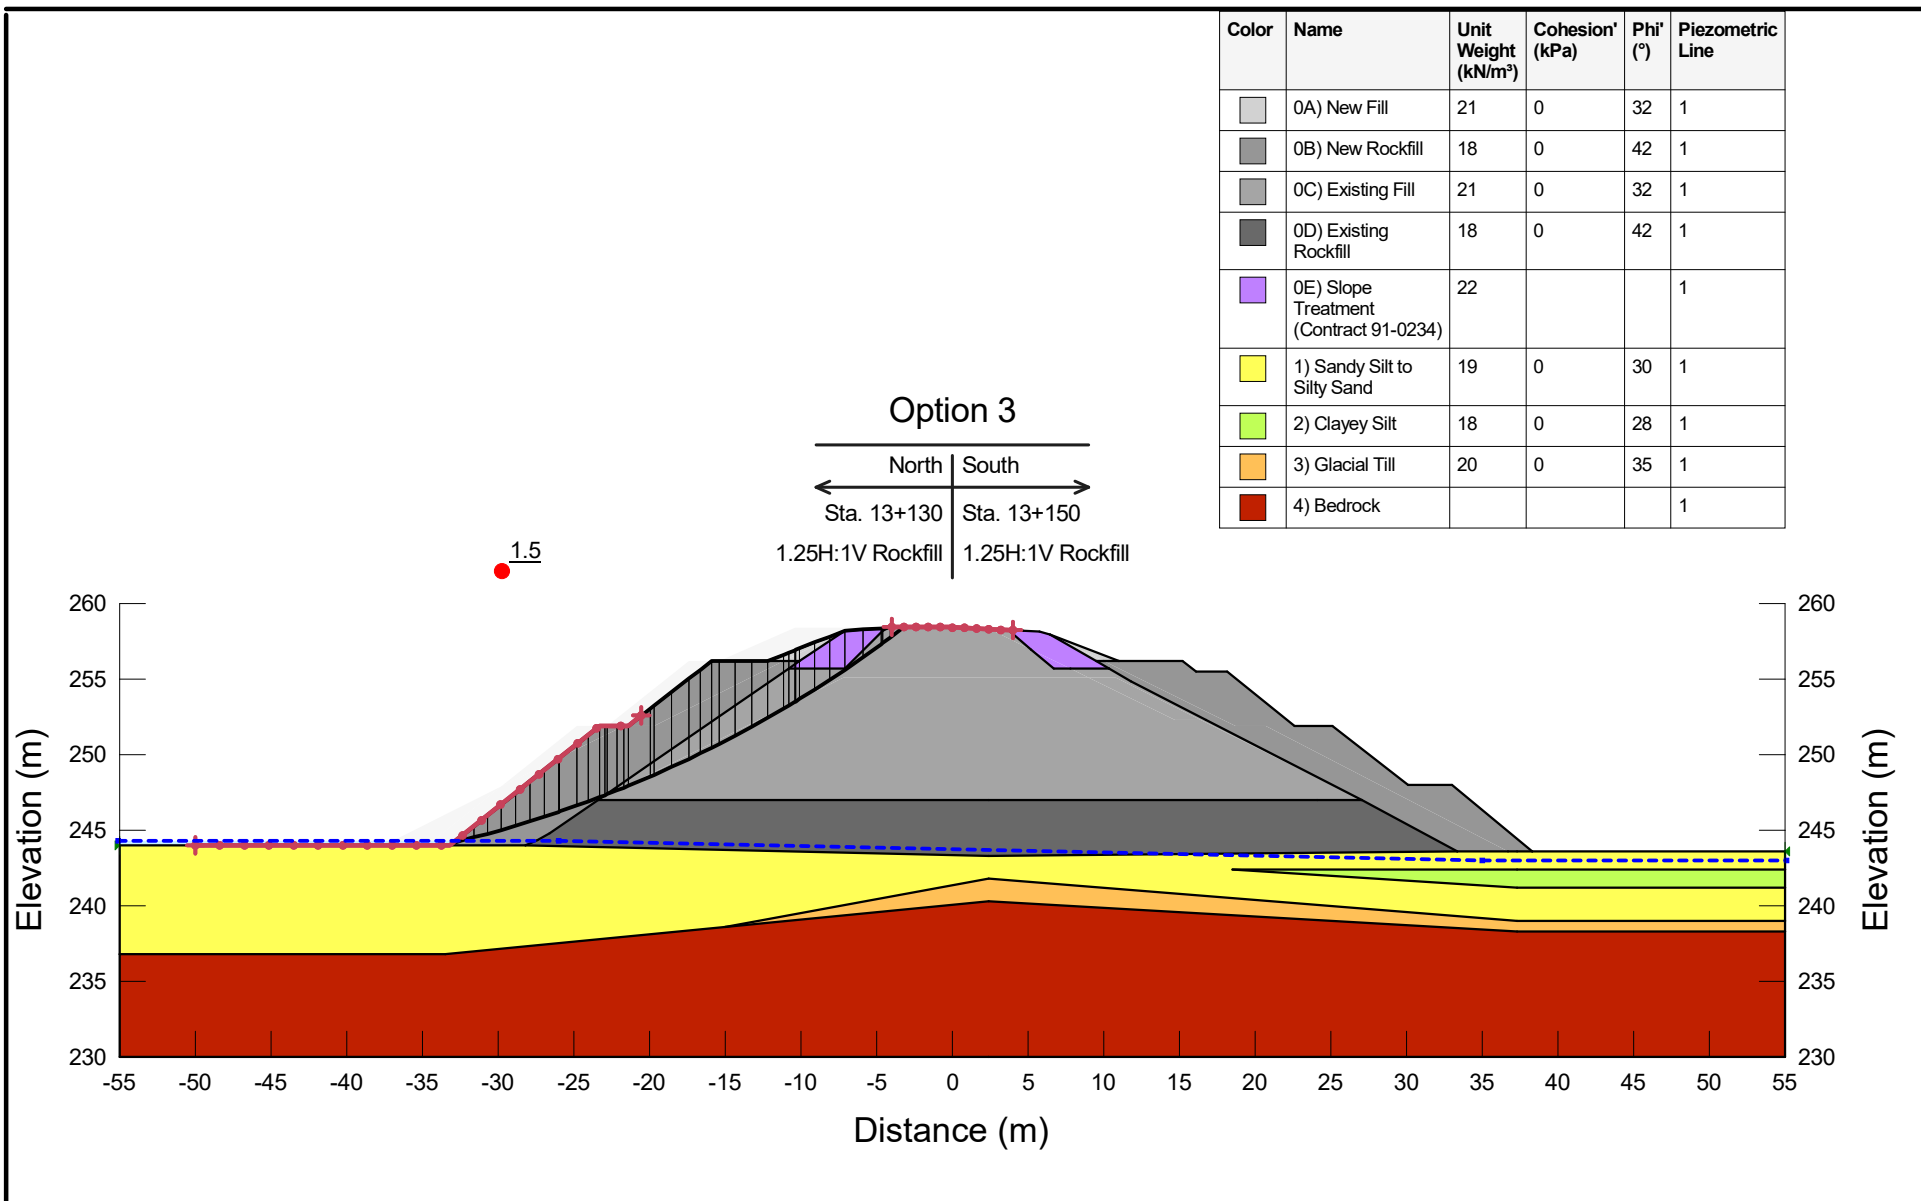 Color Name Unit Weight (kN/m³) Cohesion' (kPa) Phi' (°) Piezometric Line
0A) New Fill 21 0 32 1
0B) New Rockfill 18 0 42 1
0C) Existing Fill 21 0 32 1
0D) Existing Rockfill 18 0 42 1
0E) Slope Treatment (Contract 91-0234) 22 1
1) Sandy Silt to Silty Sand 19 0 30 1
2) Clayey Silt 18 0 28 1
3) Glacial Till 20 0 35 1
4) Bedrock 1
Option 3
North South
Sta. 13+130 Sta. 13+150
1.25H:1V Rockfill 1.25H:1V Rockfill
1.5
260 260
255 255
250 250
245 245
240 240
235 235
230 230
Elevation (m)
Elevation (m)
-55 -50 -45 -40 -35 -30 -25 -20 -15 -10 -5 0 5 10 15 20 25 30 35 40 45 50 55
Distance (m)